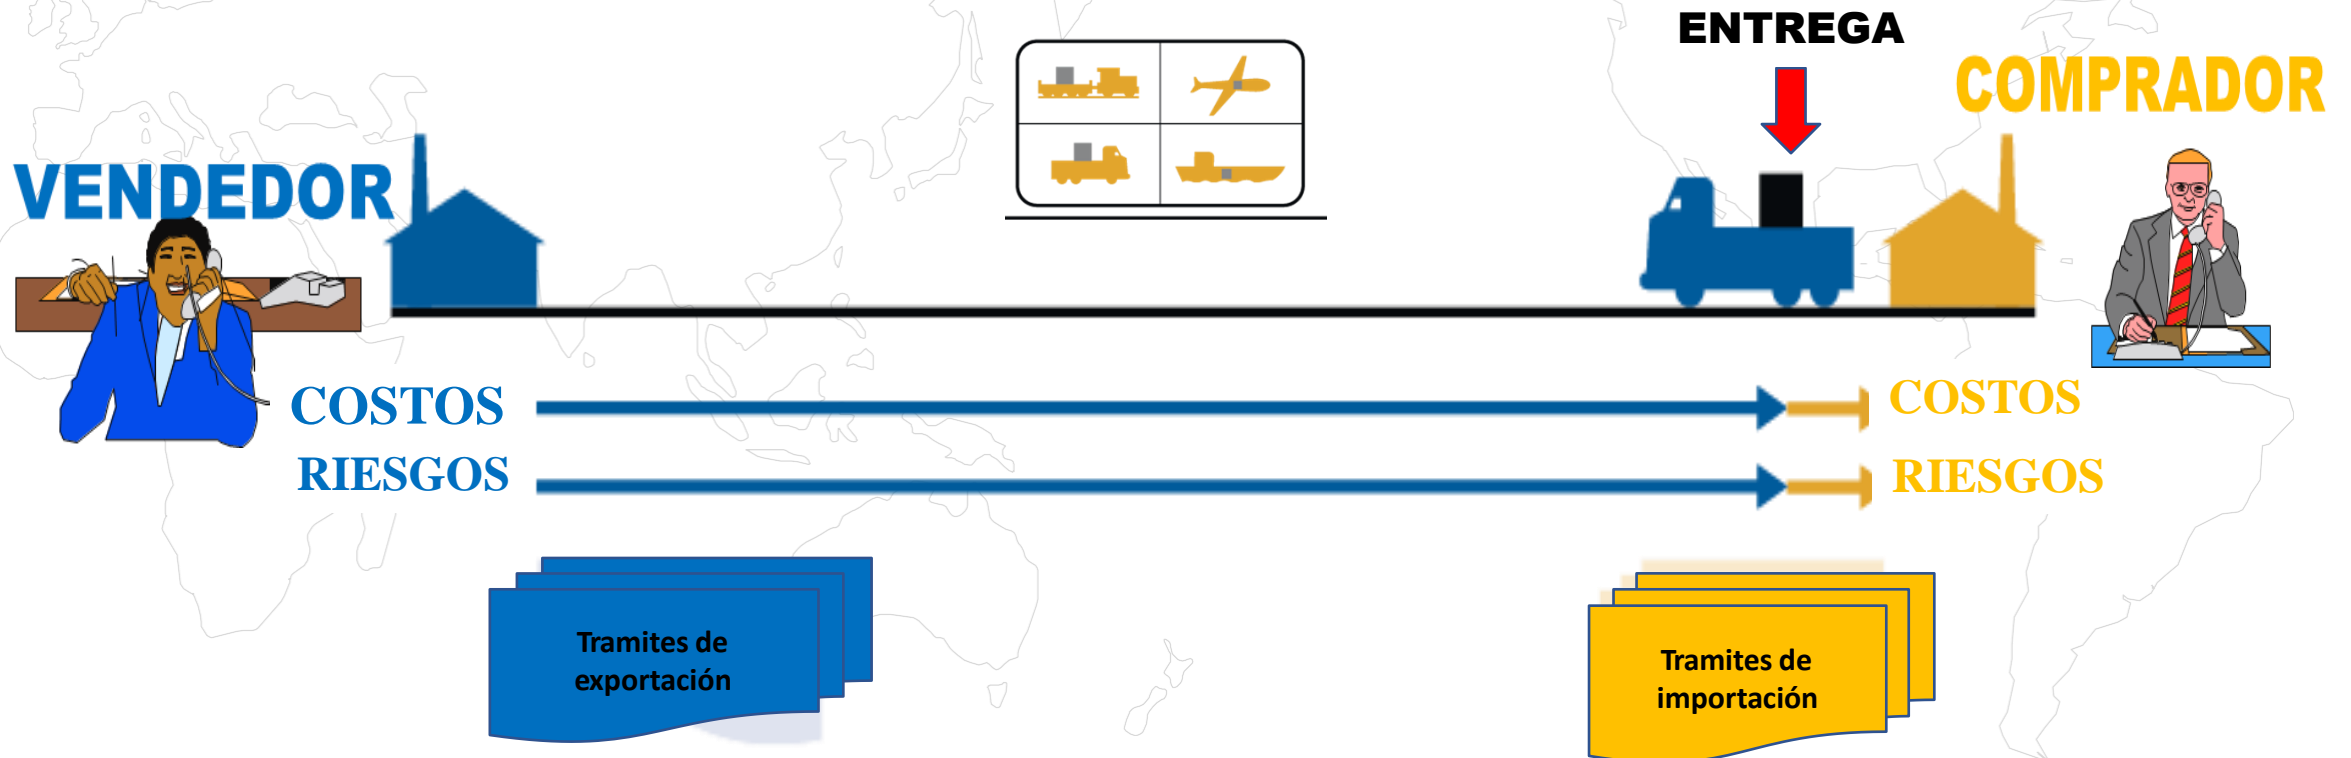 ENTREGA
COMPRADOR
VENDEDOR
COSTOS
COSTOS
RIESGOS
RIESGOS
Tramites de
exportación
Tramites de
importación